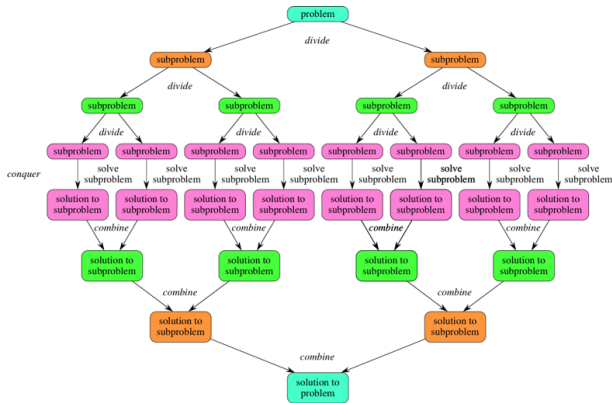 problem
divide
subproblem subproblem
divide divide
subproblem subproblem subproblem subproblem
divide divide divide divide
subproblem subproblem subproblem subproblem subproblem subproblem subproblem subproblem
conquer
solve solve solve solve solve solve solve solve
subproblem subproblem subproblem subproblem subproblem subproblem subproblem subproblem
solution to solution to solution to solution to solution to solution to solution to solution to
subproblem subproblem subproblem subproblem subproblem subproblem subproblem subproblem
combine combine combine combine
solution to solution to solution to solution to
subproblem subproblem subproblem subproblem
combine combine
solution to solution to
subproblem subproblem
combine
solution to
problem